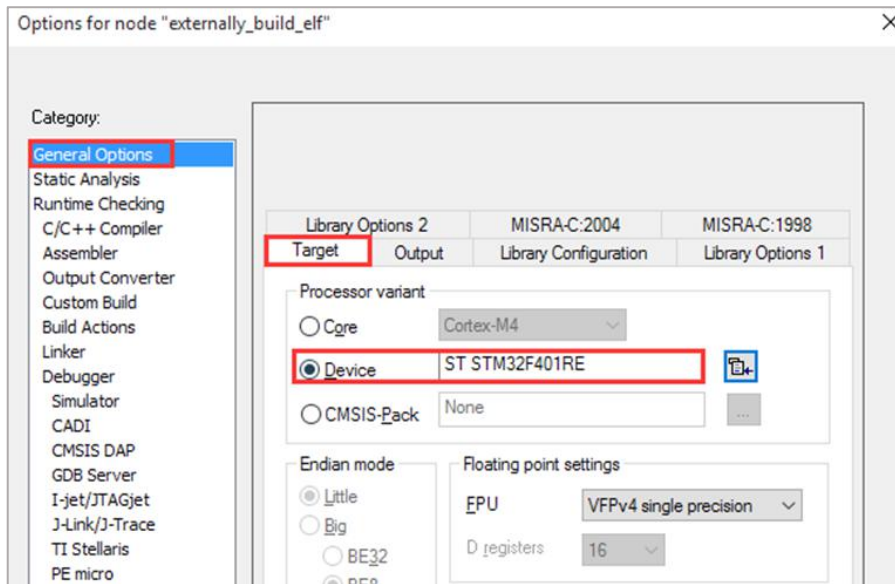 Options for node "externally_build_elf"
Category:
General Options
Static Analysis
Runtime Checking
C/C++ Compiler
Assembler
Output Converter
Custom Build
Build Actions
Linker
Debugger
Simulator
CADI
CMSIS DAP
GDB Server
I-jet/JTAGjet
J-Link/J-Trace
TI Stellaris
PE micro
Library Options 2 MISRA-C:2004 MISRA-C:1998
Target Output Library Configuration Library Options 1
Processor variant
Core Cortex-M4
Device ST STM32F401RE
CMSIS-Pack None ...
Endian mode
Little
Big
BE32
BE8
Floating point settings
FPU VFPv4 single precision
D registers 16